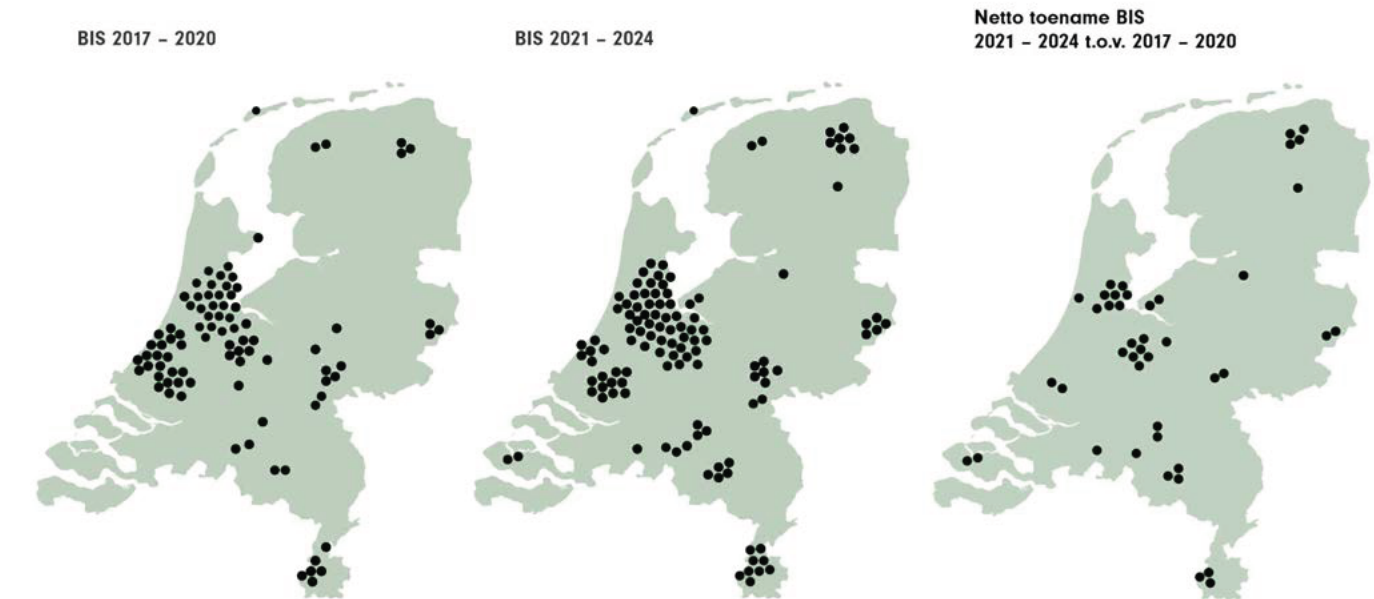 BIS 2017 – 2020
BIS 2021 – 2024
Netto toename BIS
2021 – 2024 t.o.v. 2017 – 2020